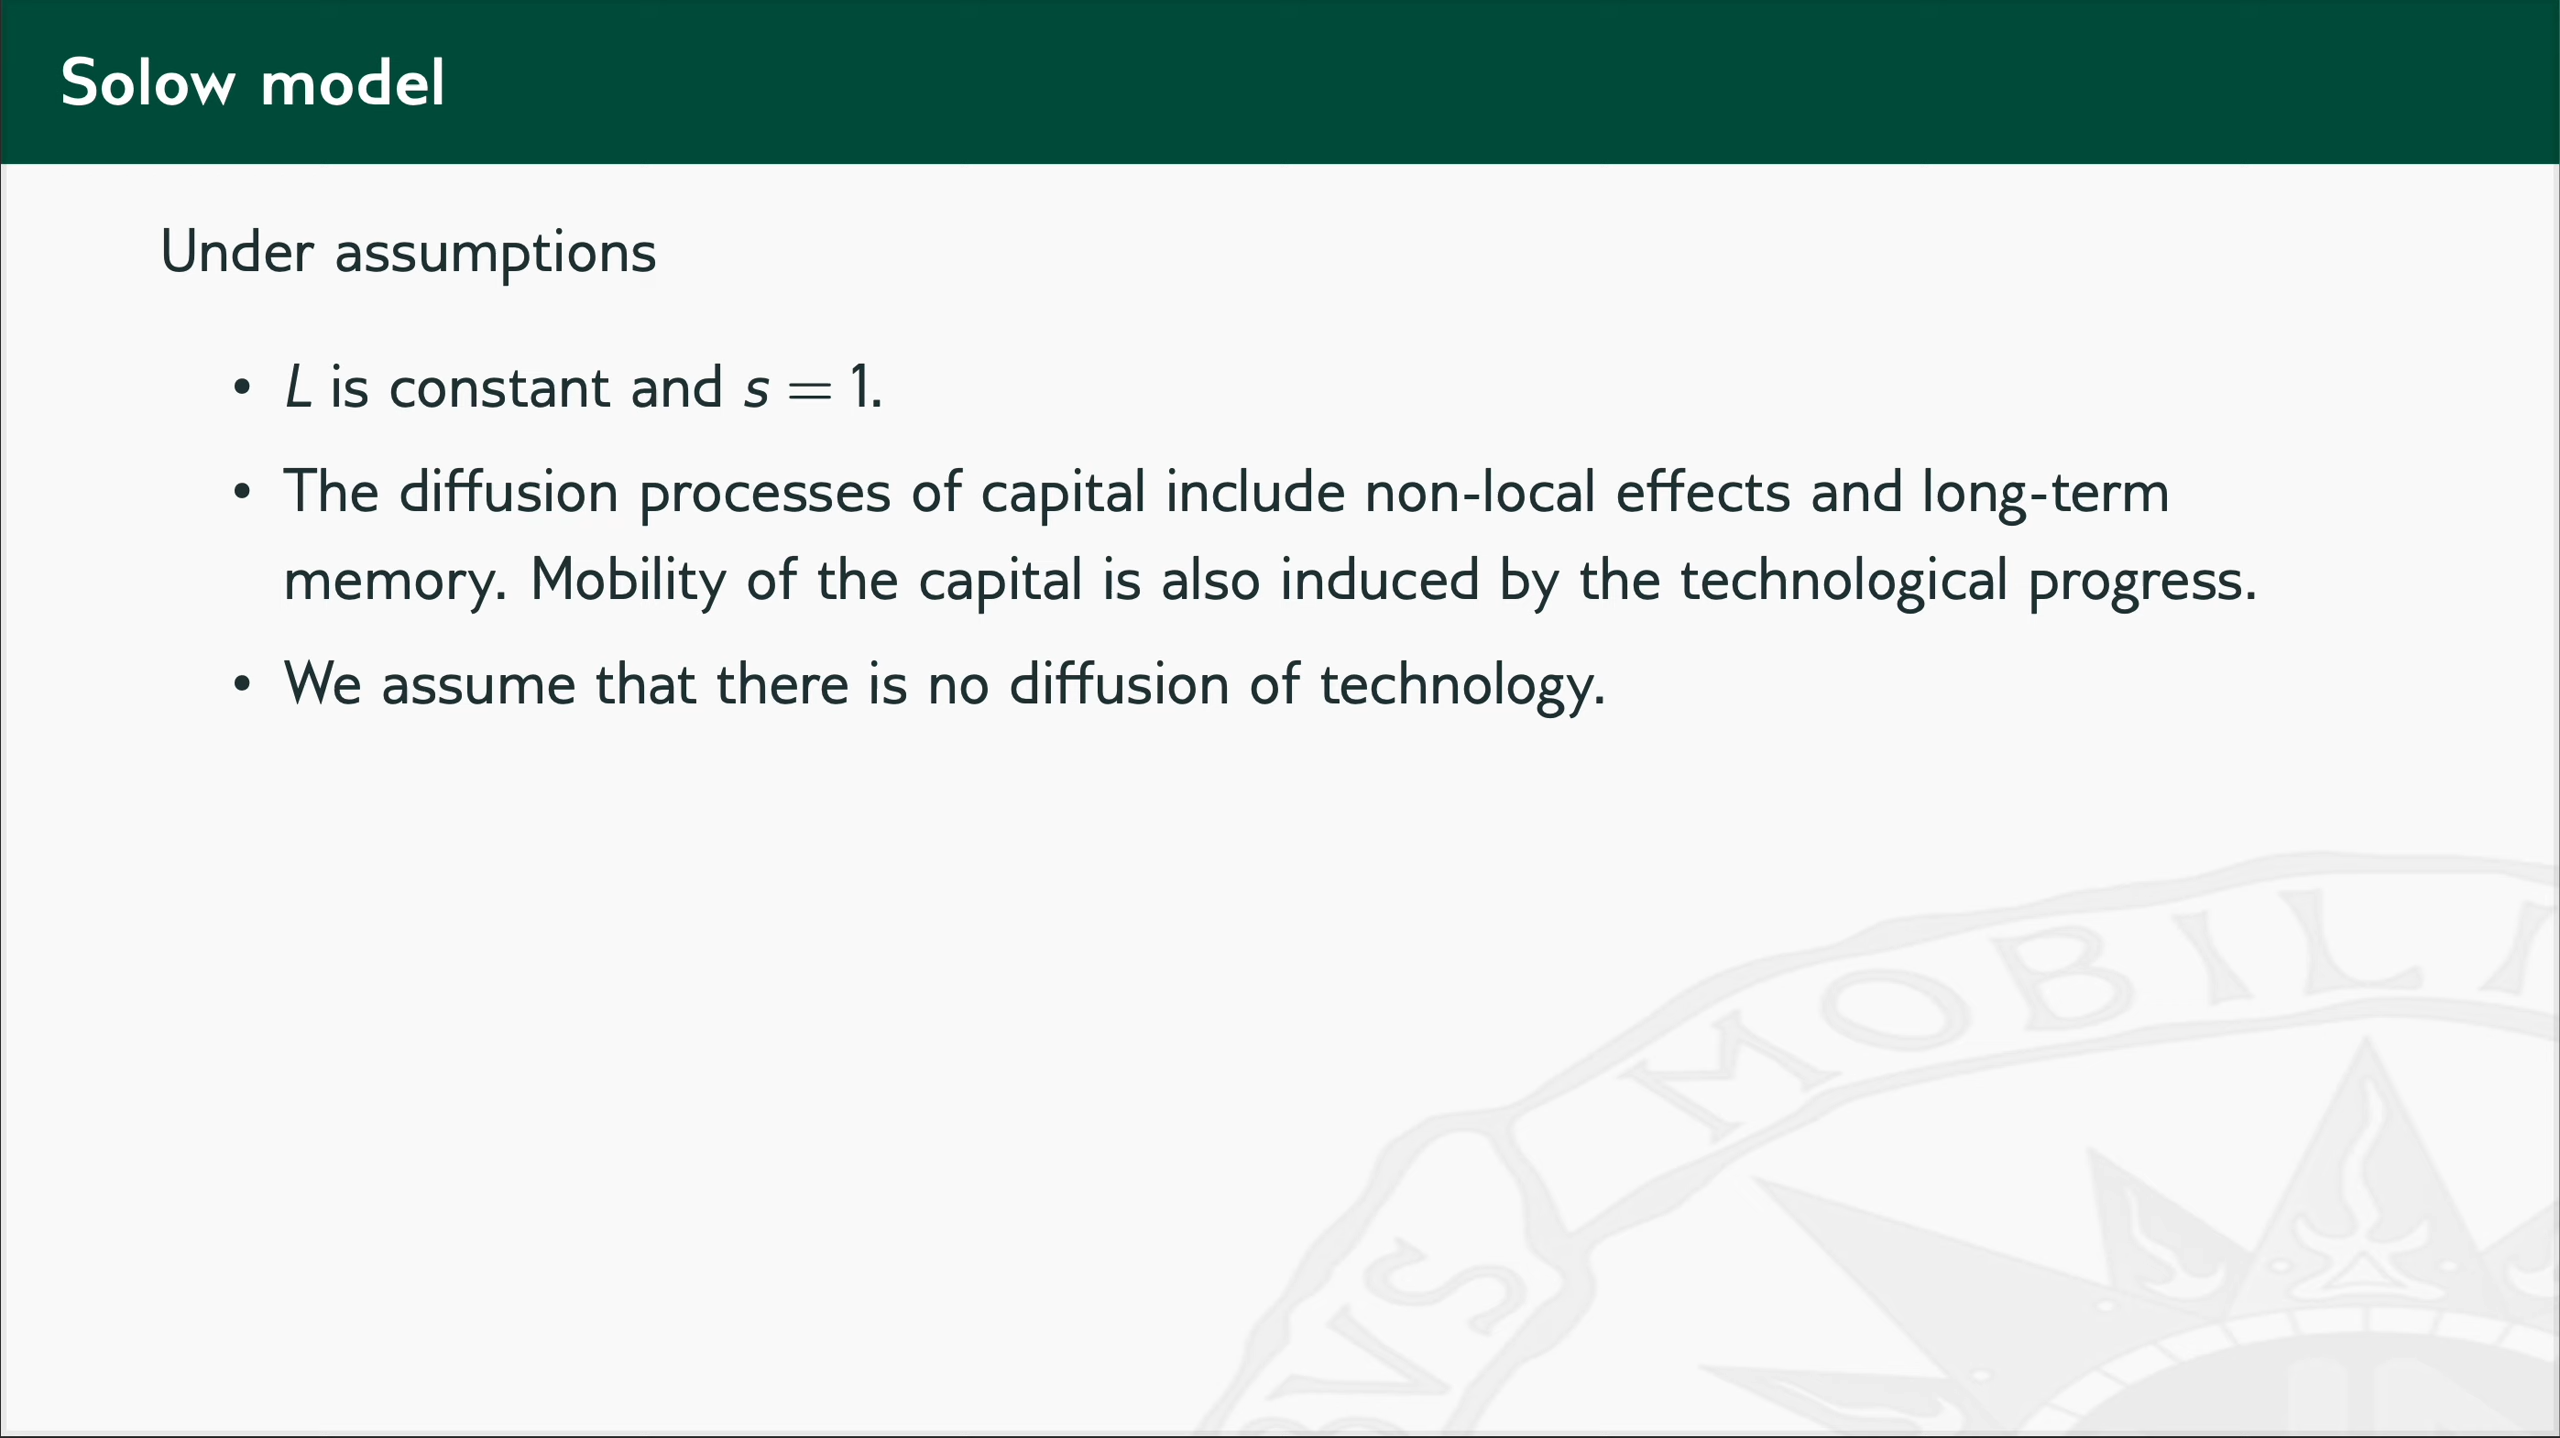 Solow model
Under assumptions
• L is constant and s = 1.
• The diffusion processes of capital include non-local effects and long-term
memory. Mobility of the capital is also induced by the technological progress.
• We assume that there is no diffusion of technology.
MOBILI
VS